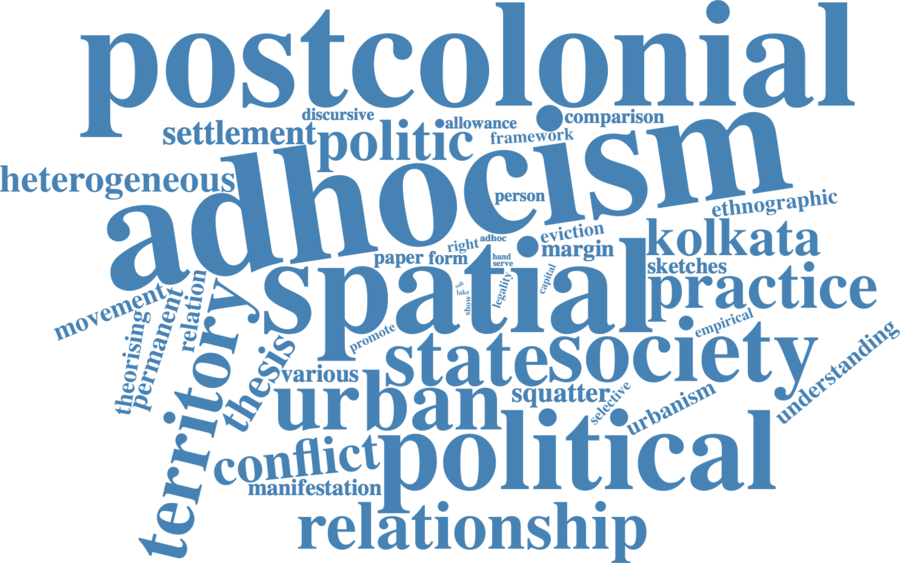 postcolonial
discursive
allowance
comparison
settlement
politic
framework
adhocism
heterogeneous
person
ethnographic
eviction
kolkata
right
adhoc
margin
paper
form
hand
serve
sketches
spatial
salt
lake
show
legality
capital
practice
movement
relation
permanent
theorising
territory
thesis
promote
empirical
state
society
understanding
various
urban
squatter
selective
urbanism
conflict
political
manifestation
relationship